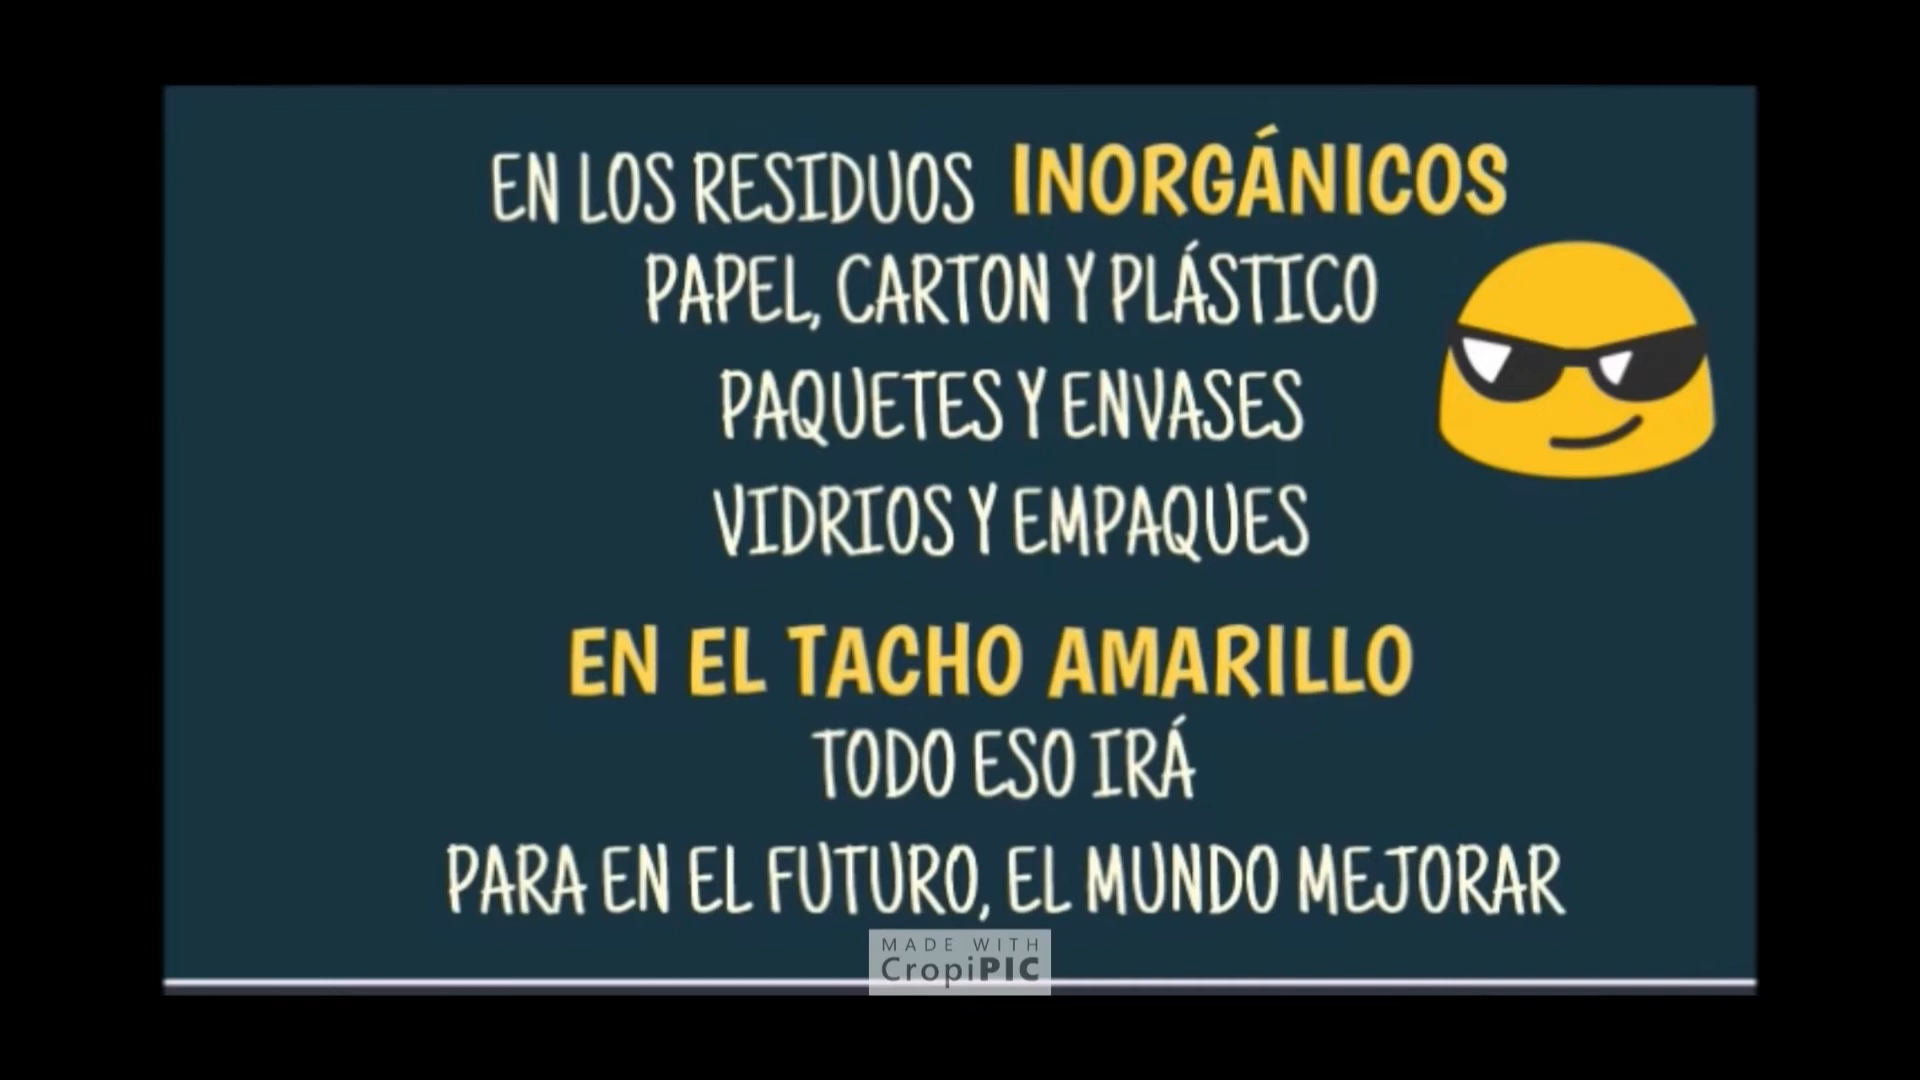 EN LOS RESIDUOS INORGÁNICOS
PAPEL, CARTON Y PLÁSTICO
PAQUETES Y ENVASES
VIDRIOS Y EMPAQUES
EN EL TACHO AMARILLO
TODO ESO IRÁ
PARA EN EL FUTURO, EL MUNDO MEJORAR
MADE WITH
CropiPIC